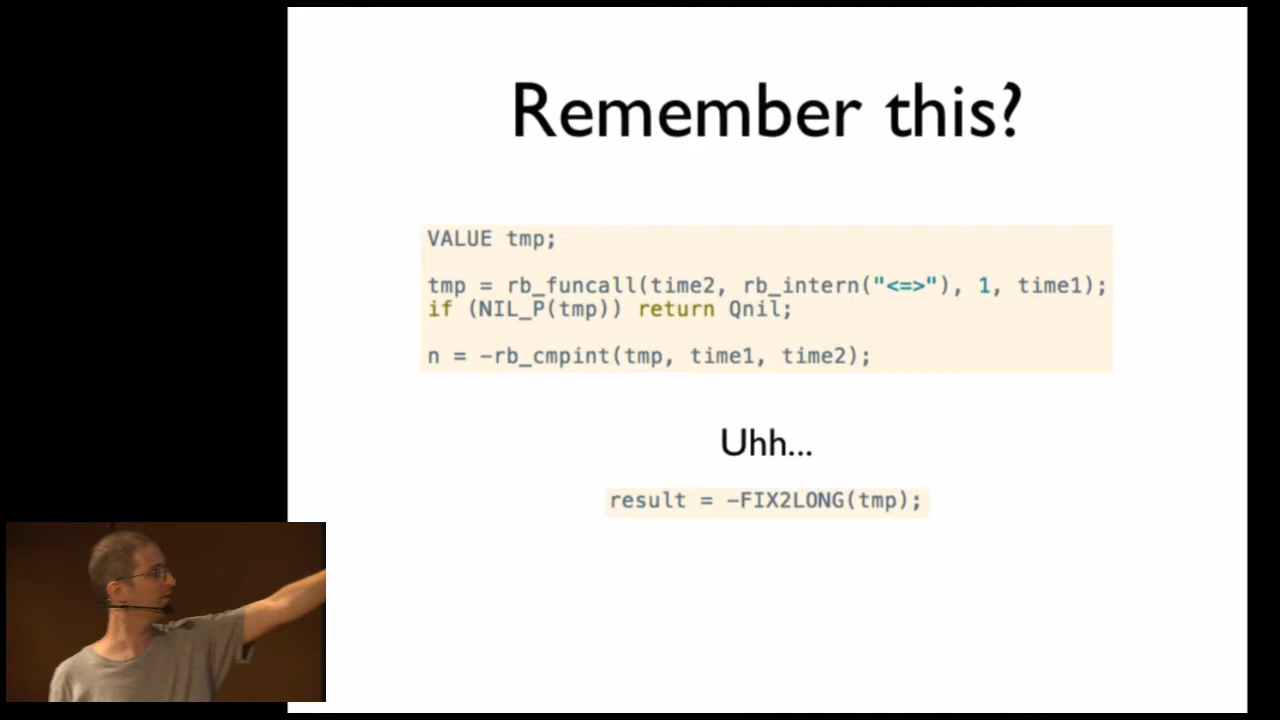 Remember this?
VALUE tmp;
tmp = rb_funcall(time2, rb_intern("<=>"), 1, time1);
if (NIL_P(tmp)) return Qnil;
n = -rb_cmpint(tmp, time1, time2);
Uhh...
result = -FIX2LONG(tmp);